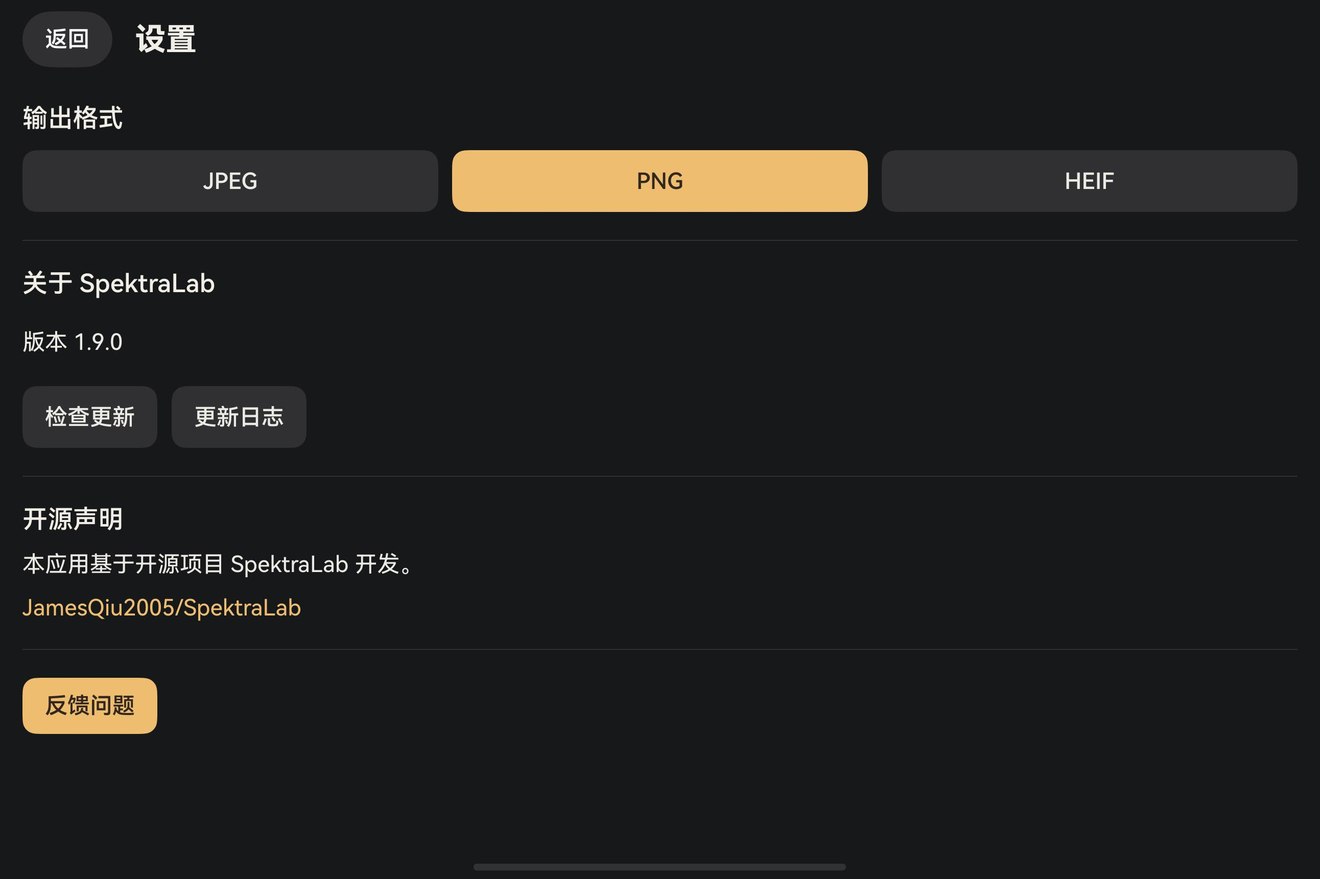 返回 设置
输出格式
JPEG PNG HEIF
关于 SpektraLab
版本 1.9.0
检查更新 更新日志
开源声明
本应用基于开源项目 SpektraLab 开发。
JamesQiu2005/SpektraLab
反馈问题